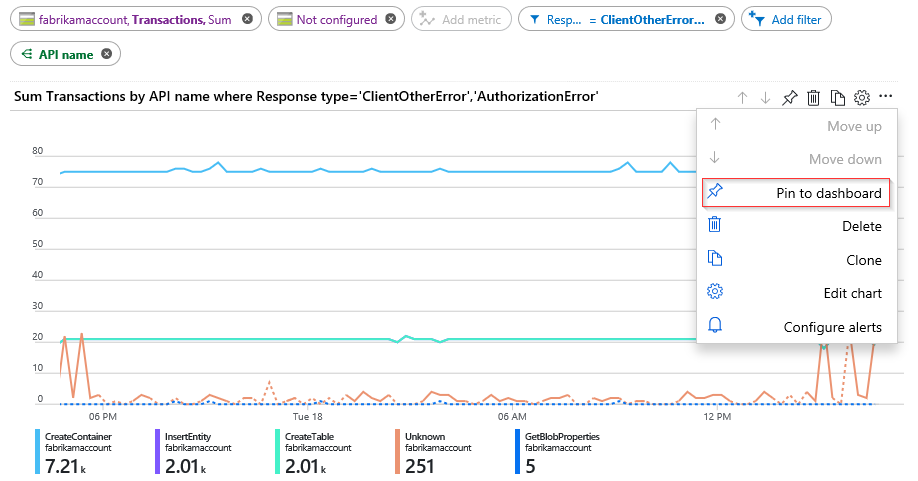 fabrikamaccount, Transactions, Sum
Not configured
Add metric
Resp... = ClientOtherError...
Add filter
API name
Sum Transactions by API name where Response type='ClientOtherError','AuthorizationError'
Move up
Move down
Pin to dashboard
Delete
Clone
Edit chart
Configure alerts
80
70
60
50
40
30
20
10
0
06 PM
Tue 18
06 AM
12 PM
CreateContainer
fabrikamaccount
7.21 k
InsertEntity
fabrikamaccount
2.01 k
CreateTable
fabrikamaccount
2.01 k
Unknown
fabrikamaccount
251
GetBlobProperties
fabrikamaccount
5